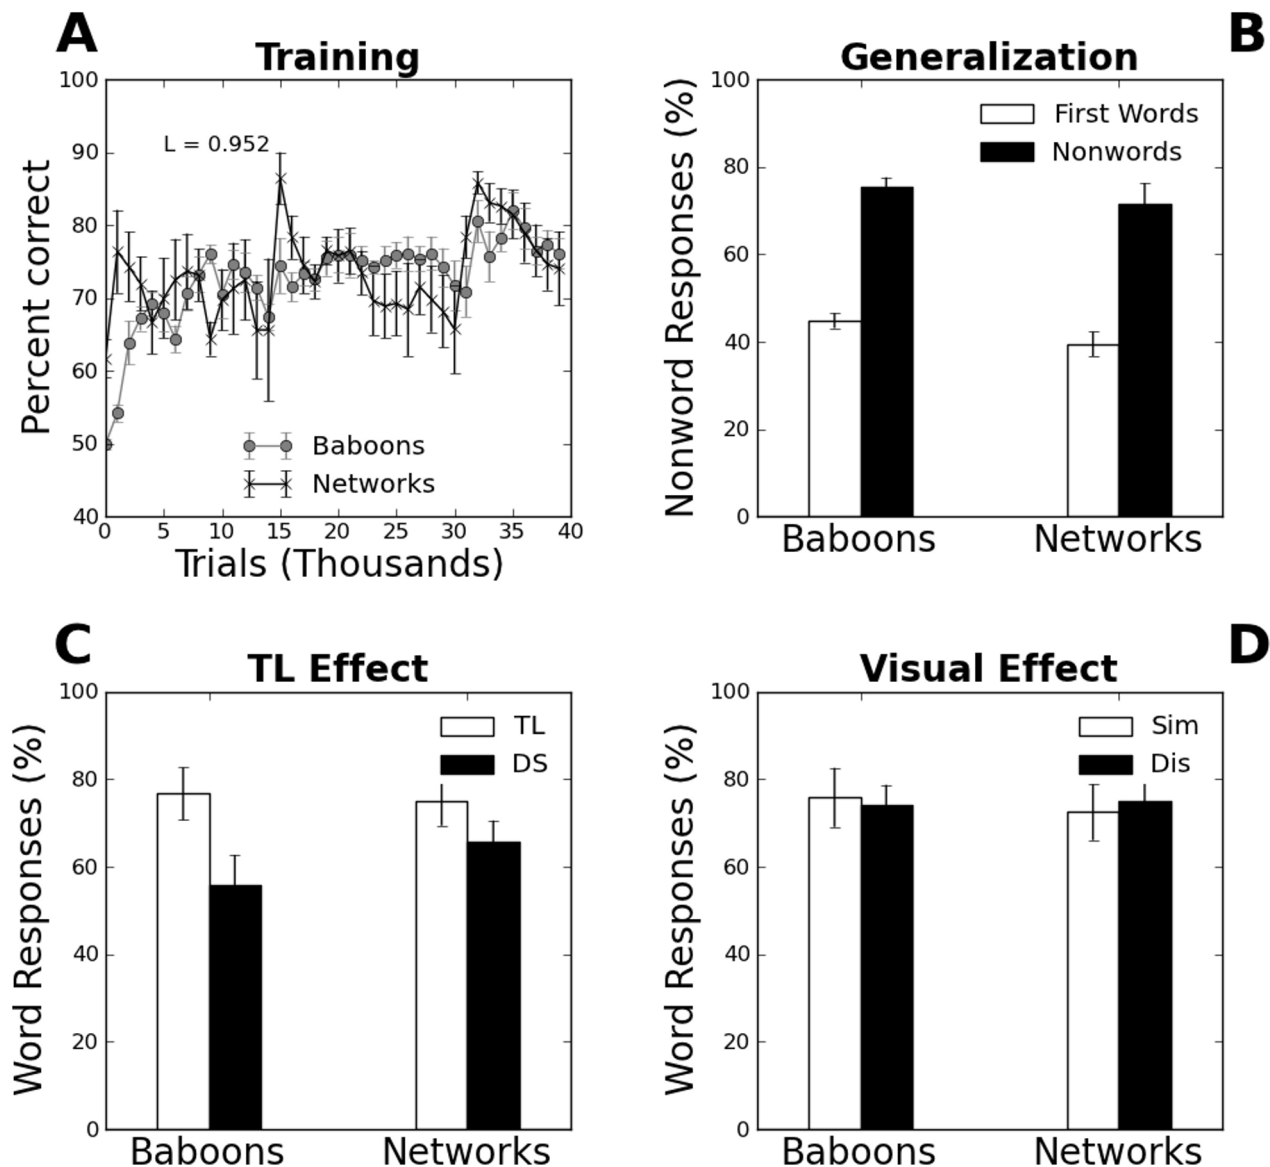 A
Training
Percent correct
100
90
80
70
60
50
40
L = 0.952
Baboons
Networks
0 5 10 15 20 25 30 35 40
Trials (Thousands)
B
Generalization
Nonword Responses (%)
100
80
60
40
20
0
First Words
Nonwords
Baboons Networks
C
TL Effect
Word Responses (%)
100
80
60
40
20
0
TL
DS
Baboons Networks
D
Visual Effect
Word Responses (%)
100
80
60
40
20
0
Sim
Dis
Baboons Networks